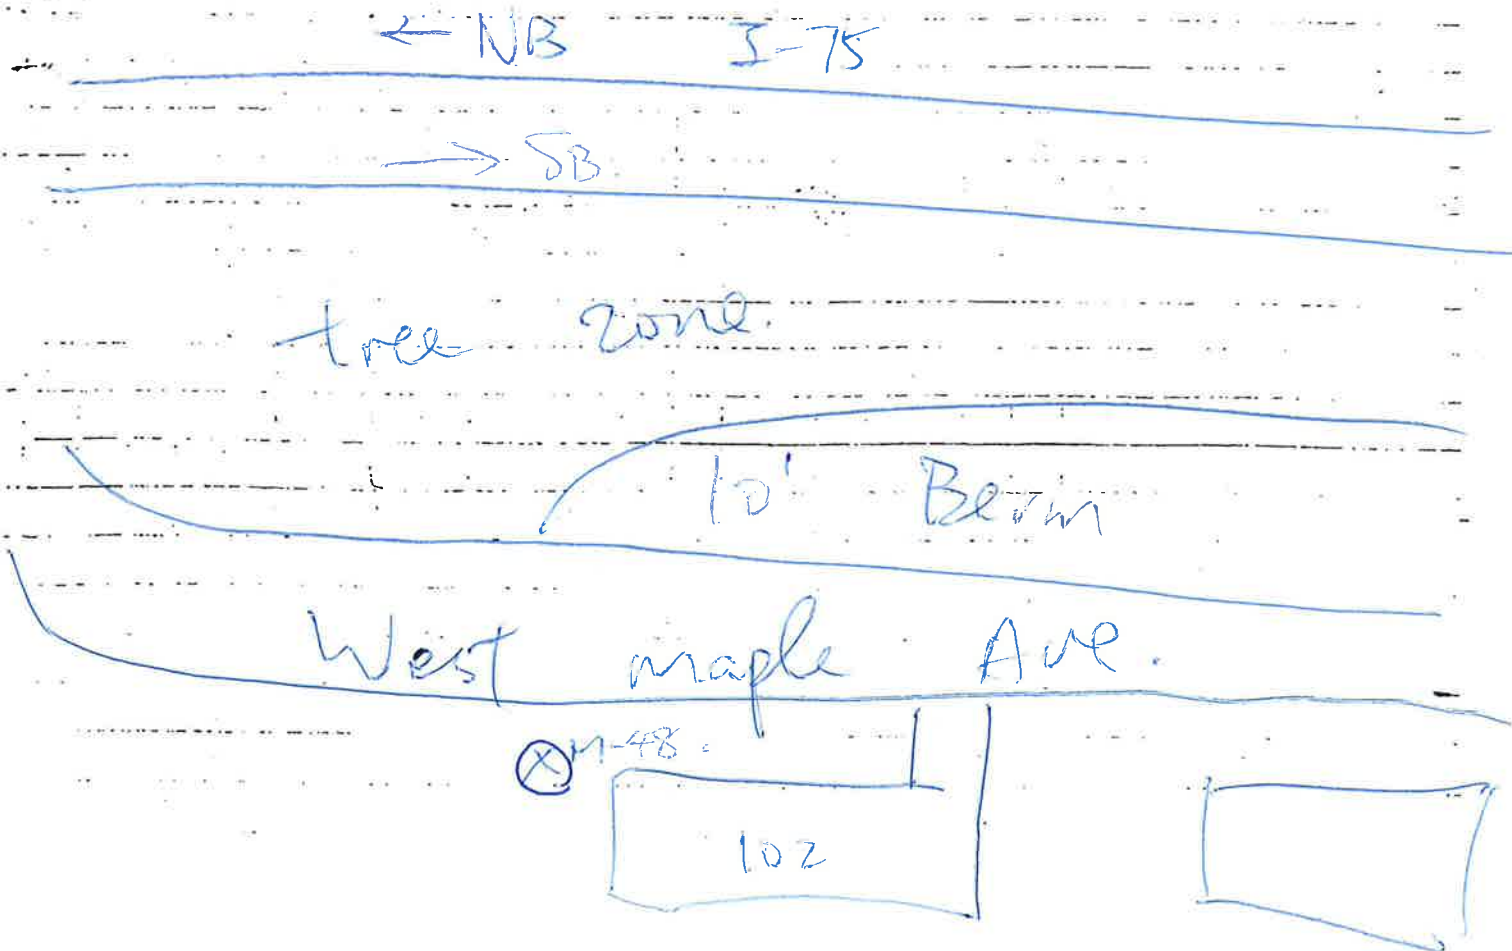 ← NB I-75
→ SB
tree zone.
10' Berm
West maple Ave.
M-48.
102